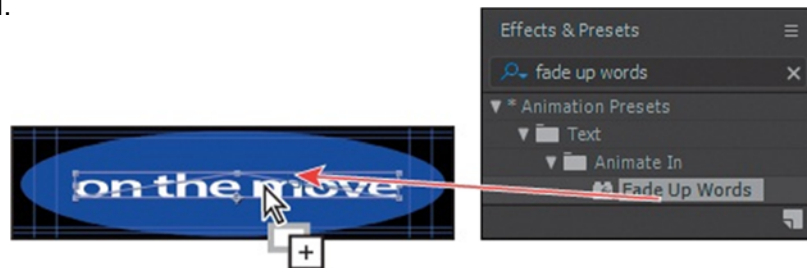 Effects & Presets
fade up words
* Animation Presets
Text
Animate In
Fade Up Words
on the move